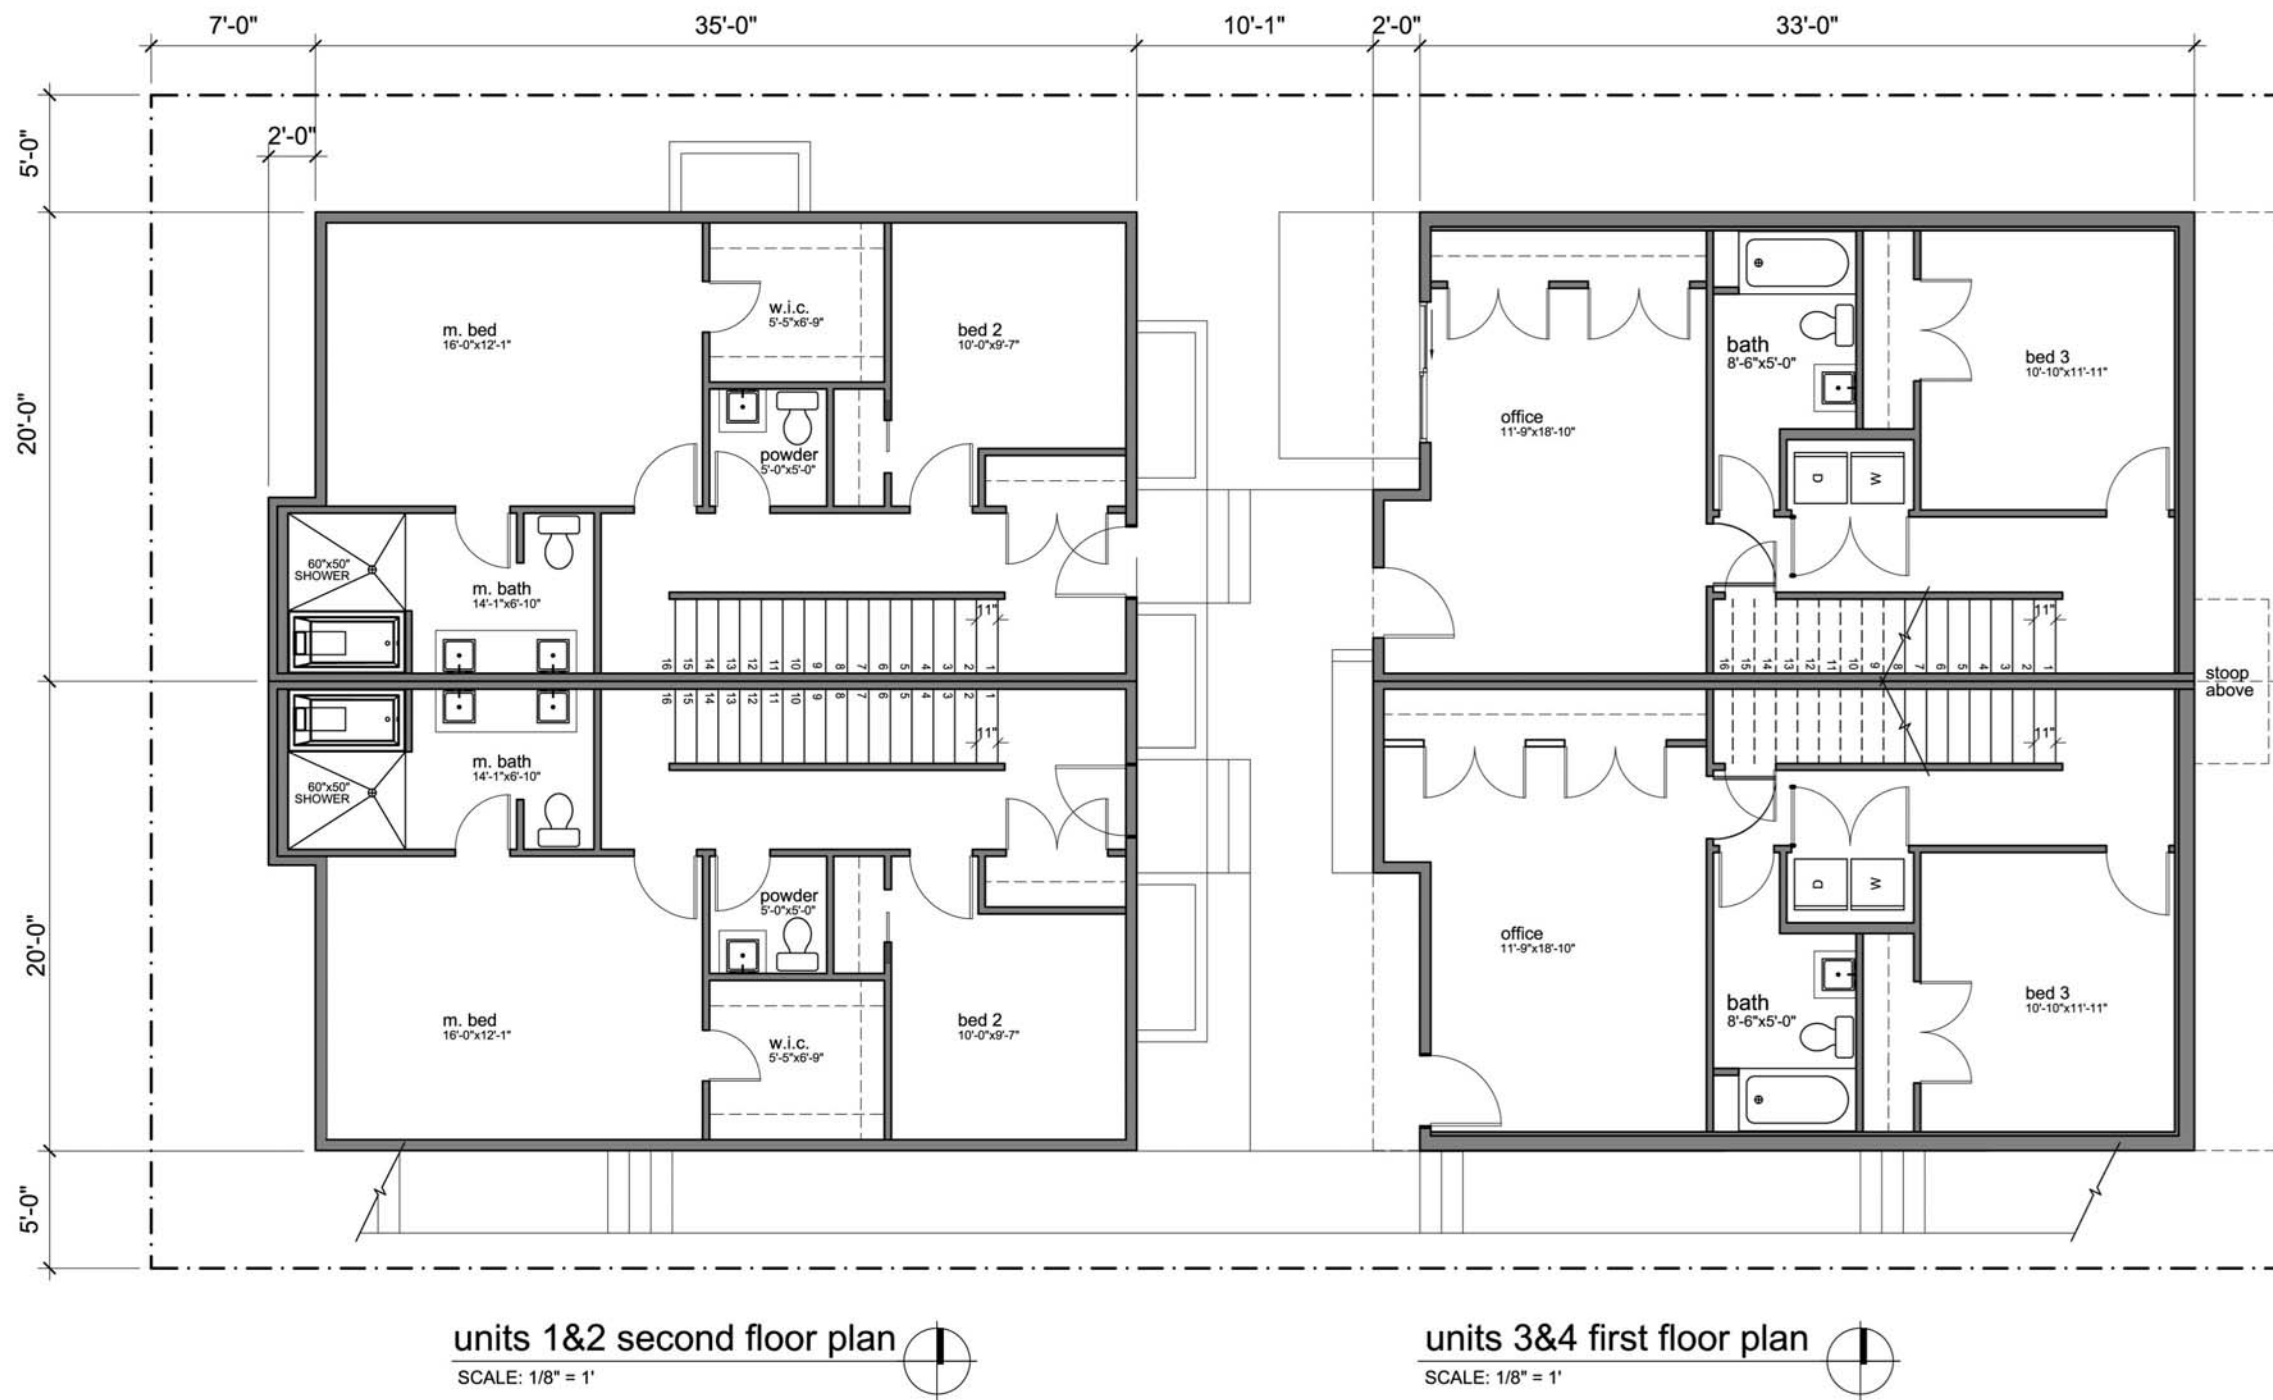 7'-0"
35'-0"
10'-1"
2'-0"
33'-0"
5'-0"
2'-0"
20'-0"
20'-0"
5'-0"
m. bed
16'-0"x12'-1"
w.i.c.
5'-5"x6'-9"
bed 2
10'-0"x9'-7"
powder
5'-0"x5'-0"
60"x50"
SHOWER
m. bath
14'-1"x6'-10"
11"
16 15 14 13 12 11 10 9 8 7 6 5 4 3 2 1
16 15 14 13 12 11 10 9 8 7 6 5 4 3 2 1
11"
m. bath
14'-1"x6'-10"
60"x50"
SHOWER
powder
5'-0"x5'-0"
m. bed
16'-0"x12'-1"
w.i.c.
5'-5"x6'-9"
bed 2
10'-0"x9'-7"
office
11'-9"x18'-10"
bath
8'-6"x5'-0"
bed 3
10'-10"x11'-11"
D W
11"
16 15 14 13 12 11 10 9 8 7 6 5 4 3 2 1
stoop
above
11"
D W
office
11'-9"x18'-10"
bath
8'-6"x5'-0"
bed 3
10'-10"x11'-11"
units 1&2 second floor plan
SCALE: 1/8" = 1'
units 3&4 first floor plan
SCALE: 1/8" = 1'